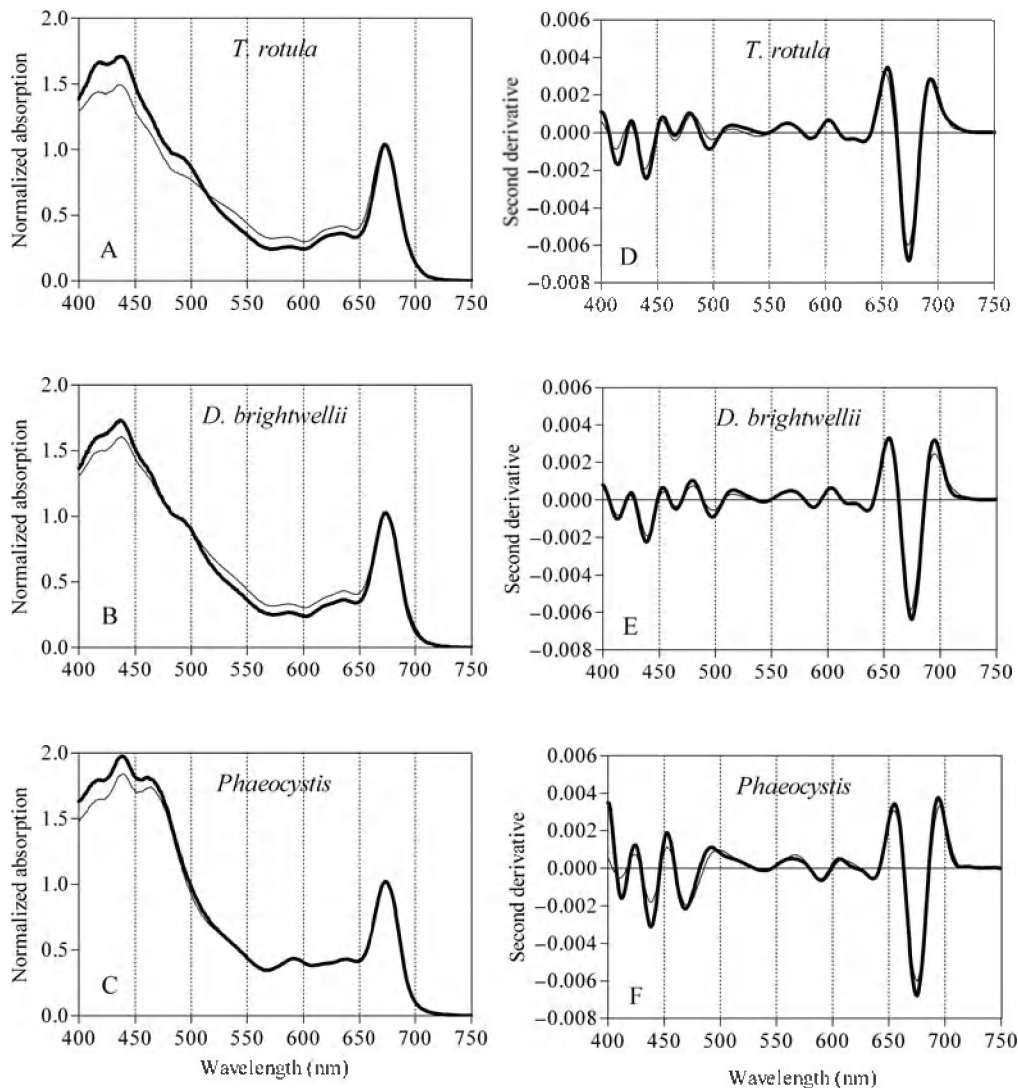 2.0
1.5
1.0
0.5
0.0
Normalized absorption
T. rotula
A
400 450 500 550 600 650 700 750
0.006
0.004
0.002
0.000
−0.002
−0.004
−0.006
−0.008
Second derivative
T. rotula
D
400 450 500 550 600 650 700 750
2.0
1.5
1.0
0.5
0.0
Normalized absorption
D. brightwellii
B
400 450 500 550 600 650 700 750
0.006
0.004
0.002
0.000
−0.002
−0.004
−0.006
−0.008
Second derivative
D. brightwellii
E
400 450 500 550 600 650 700 750
2.0
1.5
1.0
0.5
0.0
Normalized absorption
Phaeocystis
C
400 450 500 550 600 650 700 750
Wavelength (nm)
0.006
0.004
0.002
0.000
−0.002
−0.004
−0.006
−0.008
Second derivative
Phaeocystis
F
400 450 500 550 600 650 700 750
Wavelength (nm)